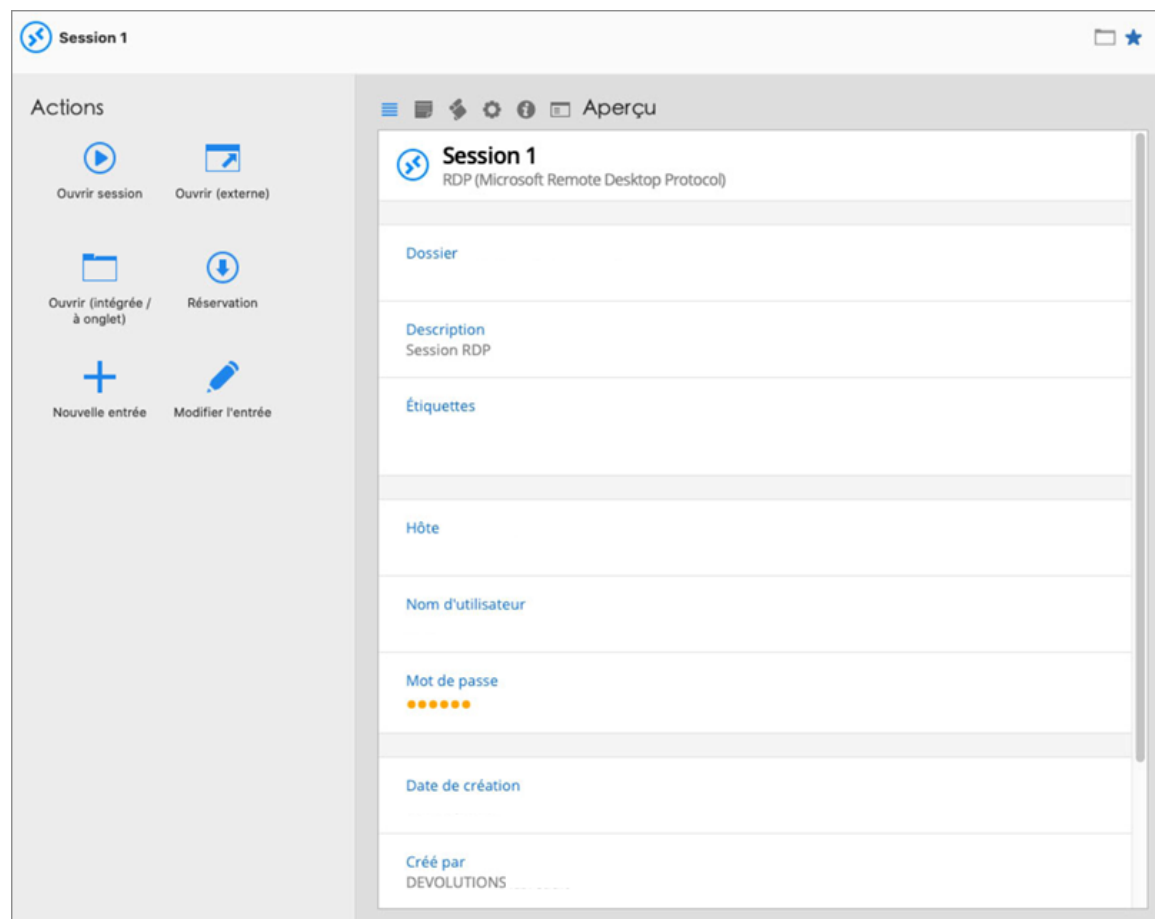 Session 1
Actions
Aperçu
Session 1
RDP (Microsoft Remote Desktop Protocol)
Ouvrir session
Ouvrir (externe)
Ouvrir (intégrée /
à onglet)
Réservation
Nouvelle entrée
Modifier l'entrée
Dossier
Description
Session RDP
Étiquettes
Hôte
Nom d'utilisateur
Mot de passe
Date de création
Créé par
DEVOLUTIONS